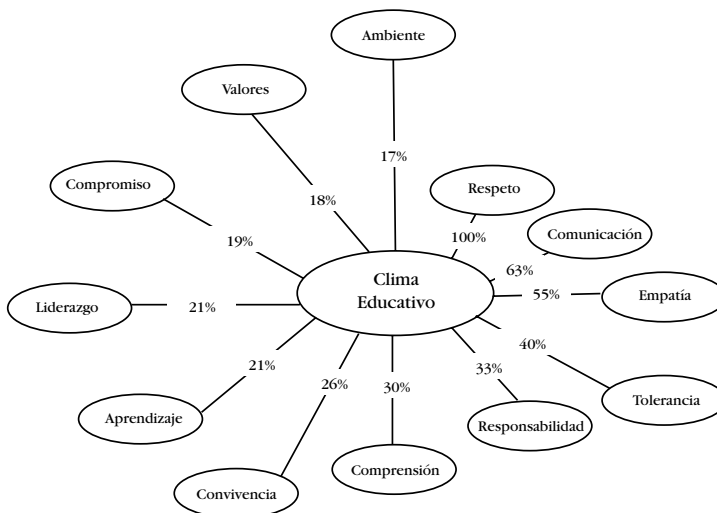 Ambiente
Valores
17%
Compromiso
Respeto
18%
100%
Comunicación
19%
Clima
Educativo
63%
Liderazgo
21%
55%
Empatía
21%
40%
26%
30%
33%
Aprendizaje
Tolerancia
Responsabilidad
Convivencia
Comprensión